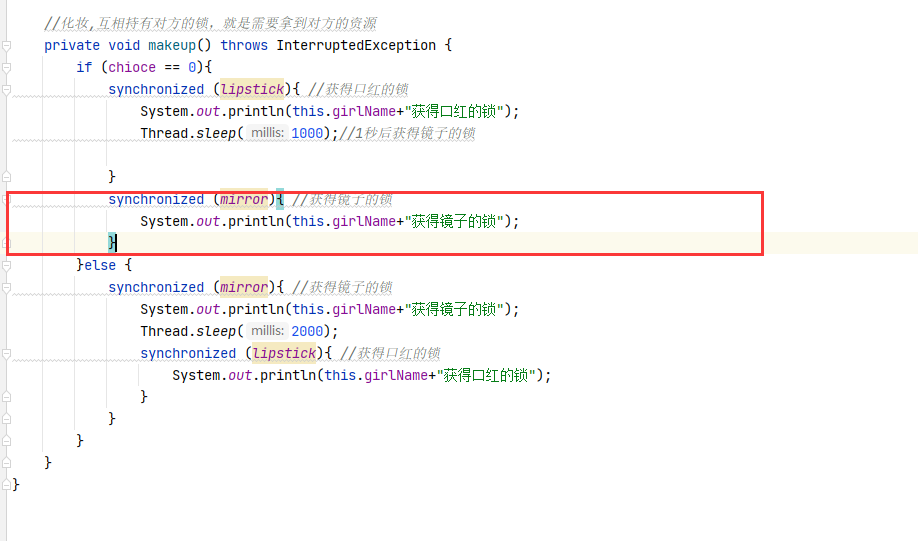 //化妆,互相持有对方的锁，就是需要拿到对方的资源
private void makeup() throws InterruptedException {
if (chioce == 0){
synchronized (lipstick){ //获得口红的锁
System.out.println(this.girlName+"获得口红的锁");
Thread.sleep( millis: 1000);//1秒后获得镜子的锁
}
synchronized (mirror){ //获得镜子的锁
System.out.println(this.girlName+"获得镜子的锁");
}
}else {
synchronized (mirror){ //获得镜子的锁
System.out.println(this.girlName+"获得镜子的锁");
Thread.sleep( millis: 2000);
synchronized (lipstick){ //获得口红的锁
System.out.println(this.girlName+"获得口红的锁");
}
}
}
}
}